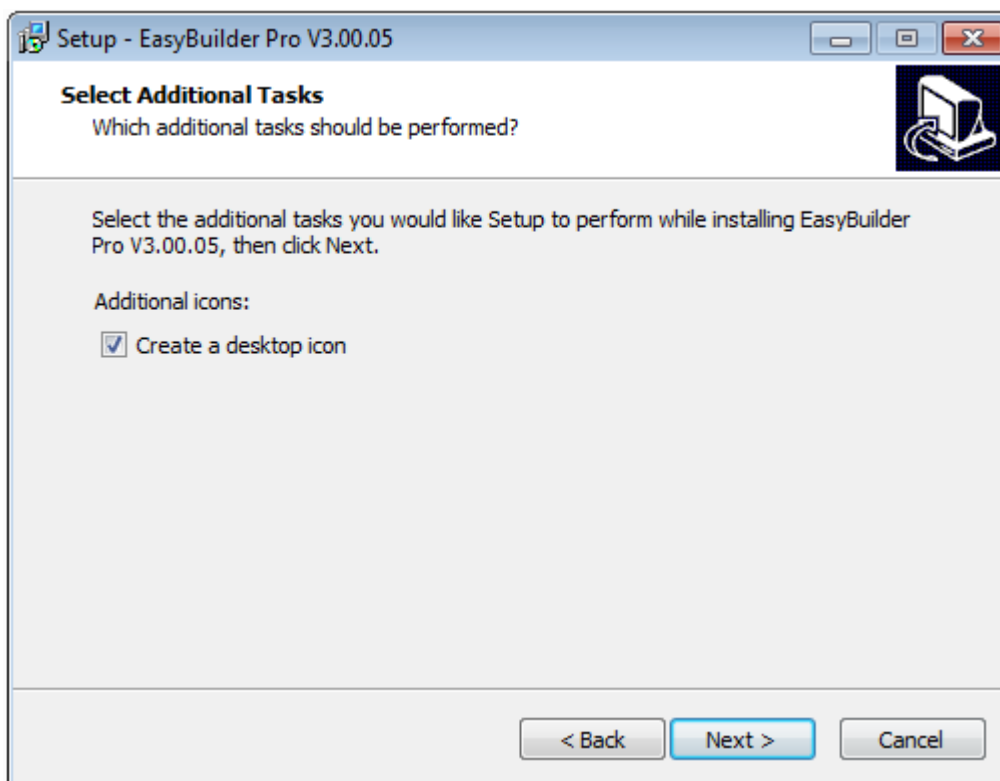 Setup - EasyBuilder Pro V3.00.05
Select Additional Tasks
Which additional tasks should be performed?
Select the additional tasks you would like Setup to perform while installing EasyBuilder
Pro V3.00.05, then click Next.
Additional icons:
Create a desktop icon
< Back
Next >
Cancel